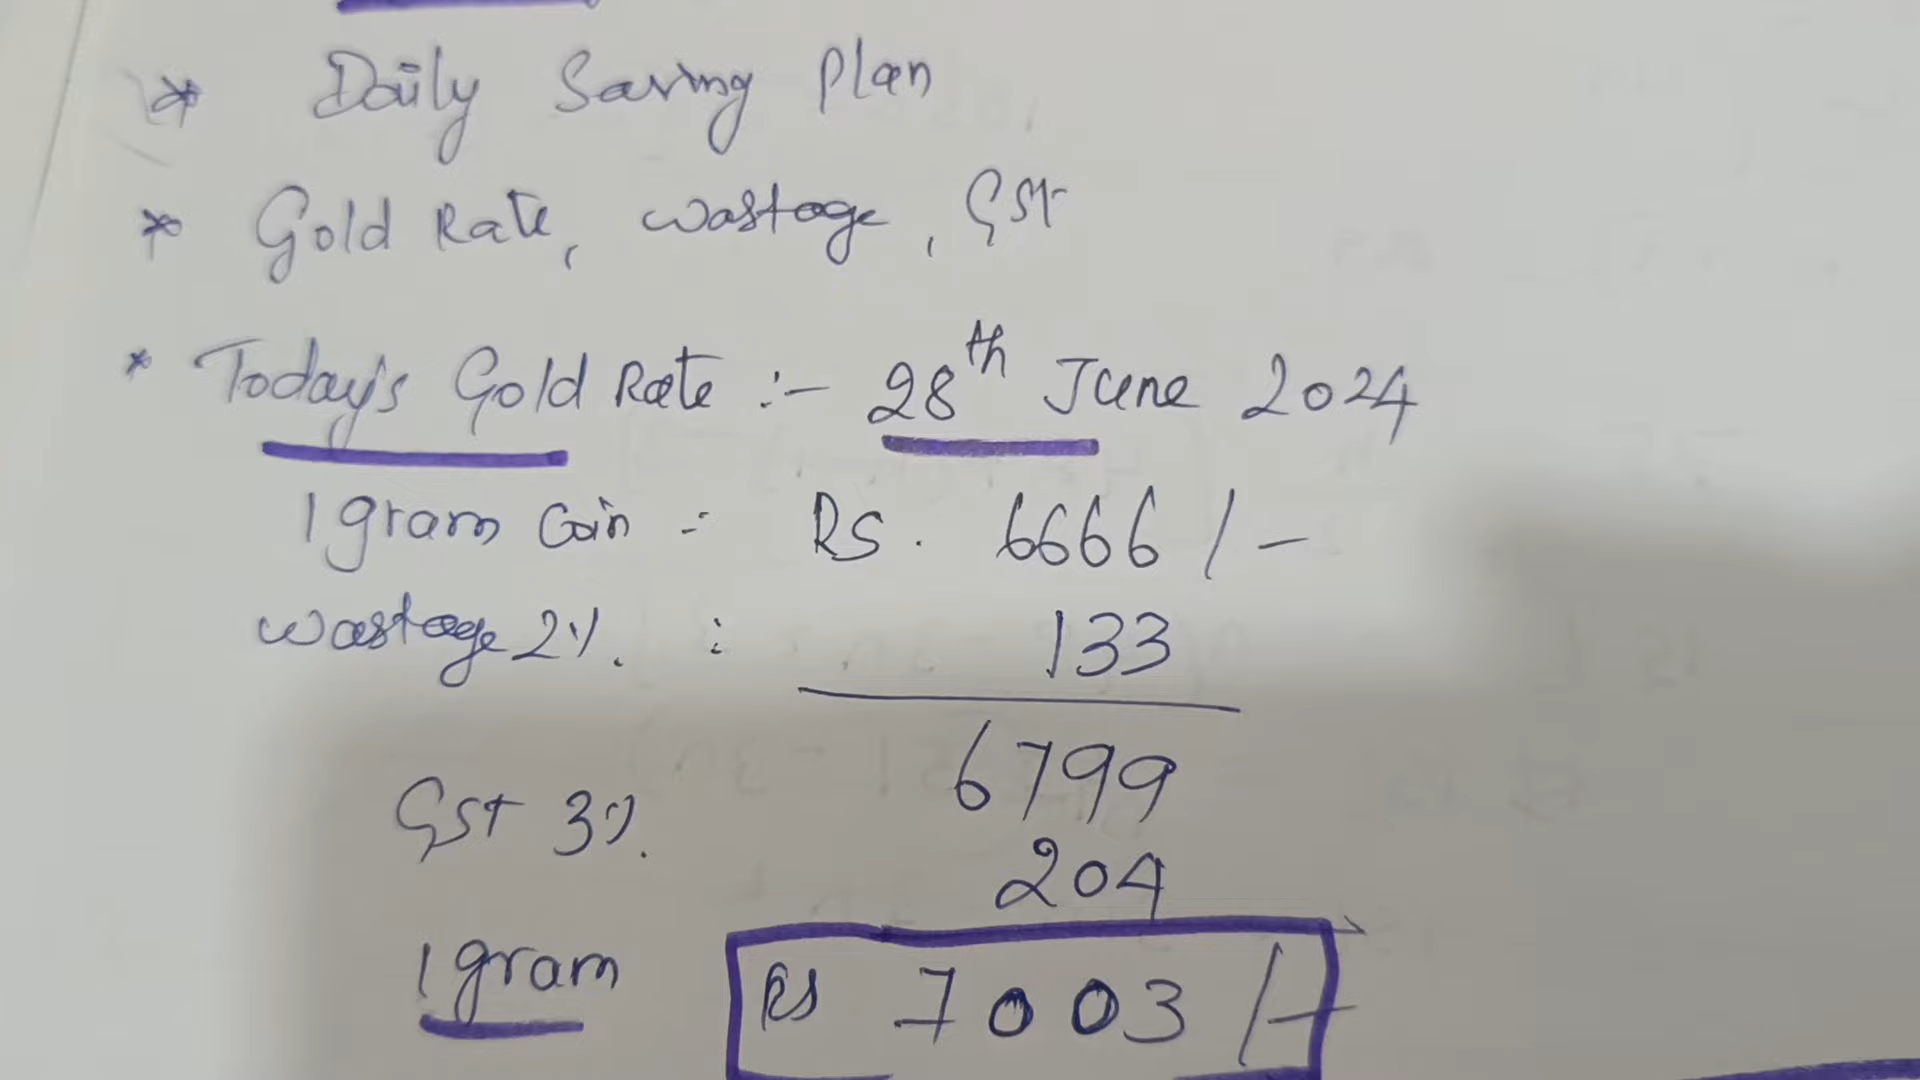 * Daily Saving Plan
* Gold Rate, wastage, GST
* Today's Gold Rate :- 28th June 2024
1 gram Coin :- RS. 6666/-
wastage 2%. : 133
6799
GST 3%. 204
1 gram RS 7003/-